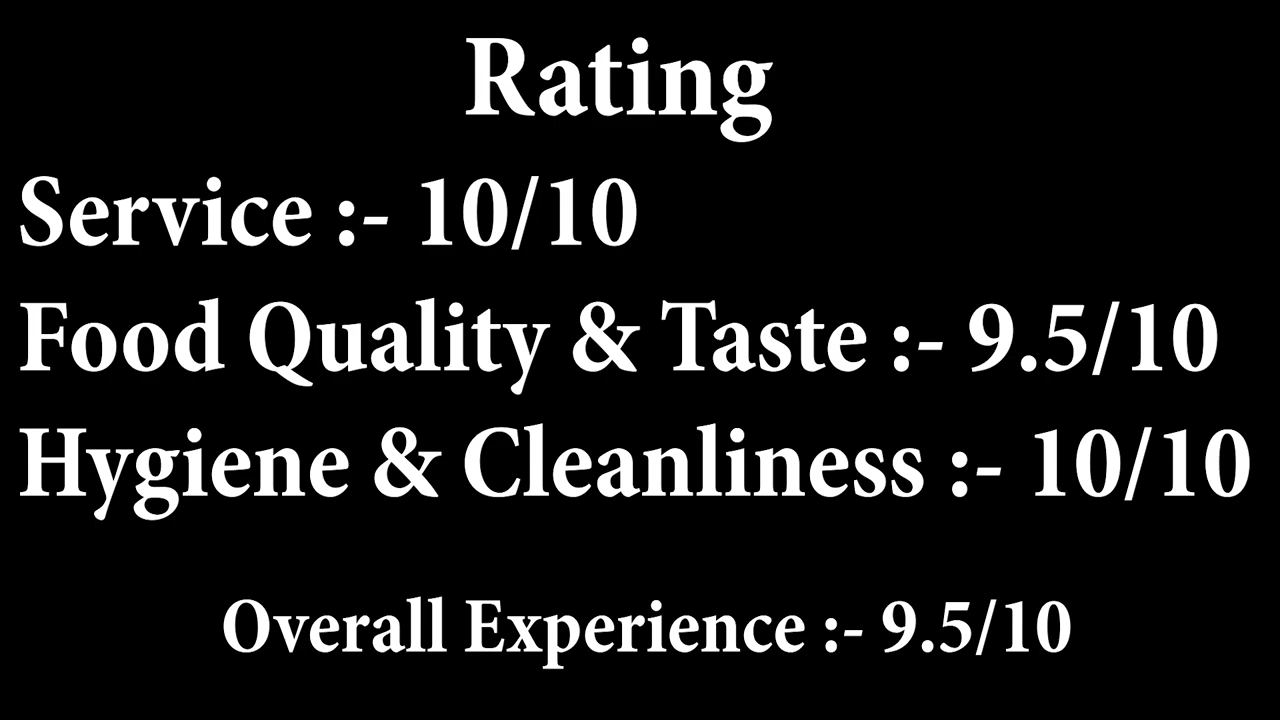 Rating
Service :- 10/10
Food Quality & Taste :- 9.5/10
Hygiene & Cleanliness :- 10/10
Overall Experience :- 9.5/10